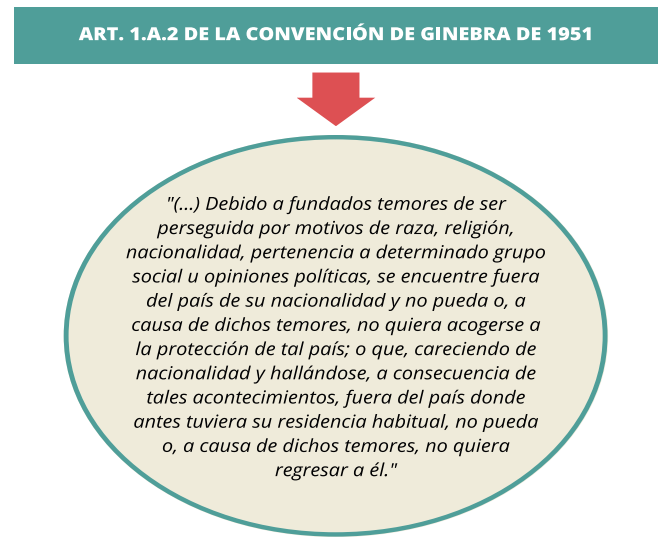 ART. 1.A.2 DE LA CONVENCIÓN DE GINEBRA DE 1951
"(...) Debido a fundados temores de ser
perseguida por motivos de raza, religión,
nacionalidad, pertenencia a determinado grupo
social u opiniones políticas, se encuentre fuera
del país de su nacionalidad y no pueda o, a
causa de dichos temores, no quiera acogerse a
la protección de tal país; o que, careciendo de
nacionalidad y hallándose, a consecuencia de
tales acontecimientos, fuera del país donde
antes tuviera su residencia habitual, no pueda
o, a causa de dichos temores, no quiera
regresar a él."